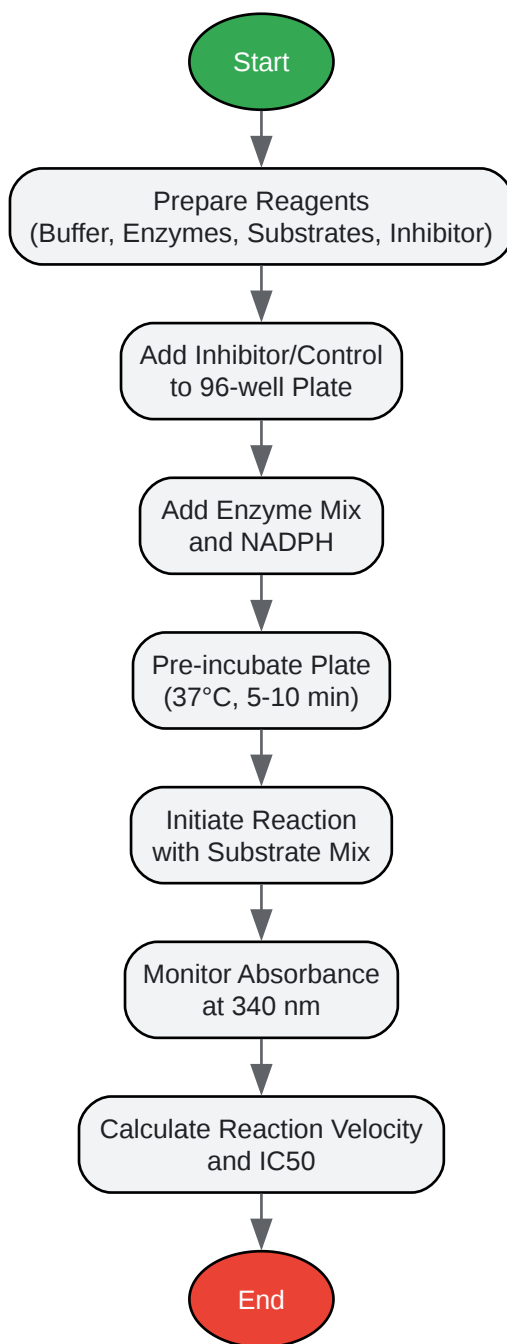 Start
Prepare Reagents
(Buffer, Enzymes, Substrates, Inhibitor)
Add Inhibitor/Control
to 96-well Plate
Add Enzyme Mix
and NADPH
Pre-incubate Plate
(37°C, 5-10 min)
Initiate Reaction
with Substrate Mix
Monitor Absorbance
at 340 nm
Calculate Reaction Velocity
and IC50
End